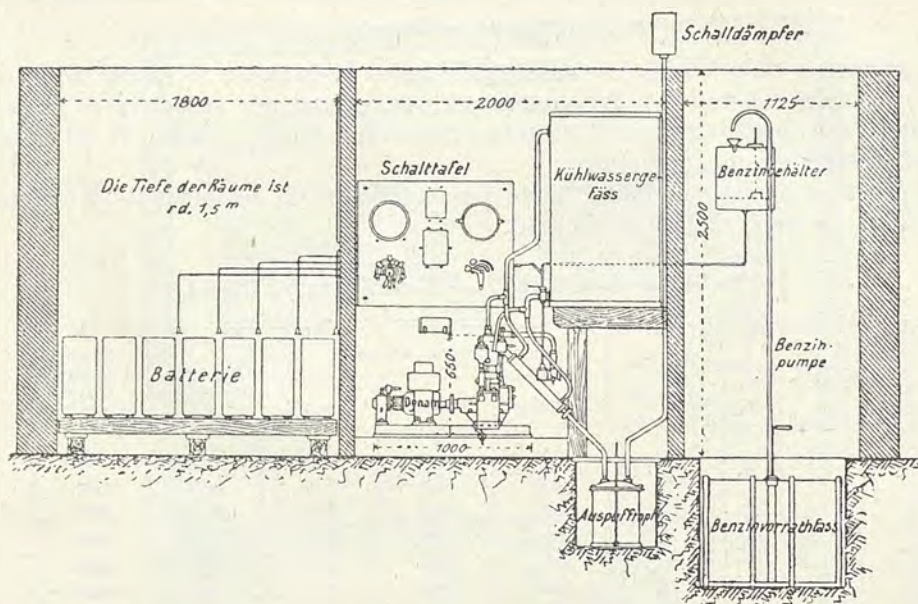 Schalldämpfer
1800
2000
1125
Die Tiefe der Räume ist
rd. 1,5 m
Schalttafel
Kühlwasserge-
fäss
Benzinbehälter
2500
Benzin-
pumpe
Batterie
650
Dynamo
1000
Auspufftopf
Benzinvorrathfass